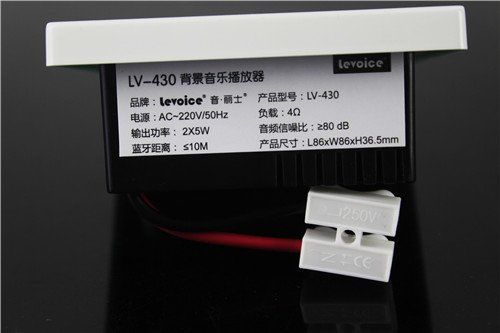 LV-430 背景音乐播放器
Levoice
品牌: Levoice 音·丽士
产品型号: LV-430
电源: AC~220V/50Hz
负载: 4Ω
输出功率: 2X5W
音频信噪比: ≥80 dB
蓝牙距离: ≤10M
产品尺寸: L86xW86xH36.5mm
250V
N CE